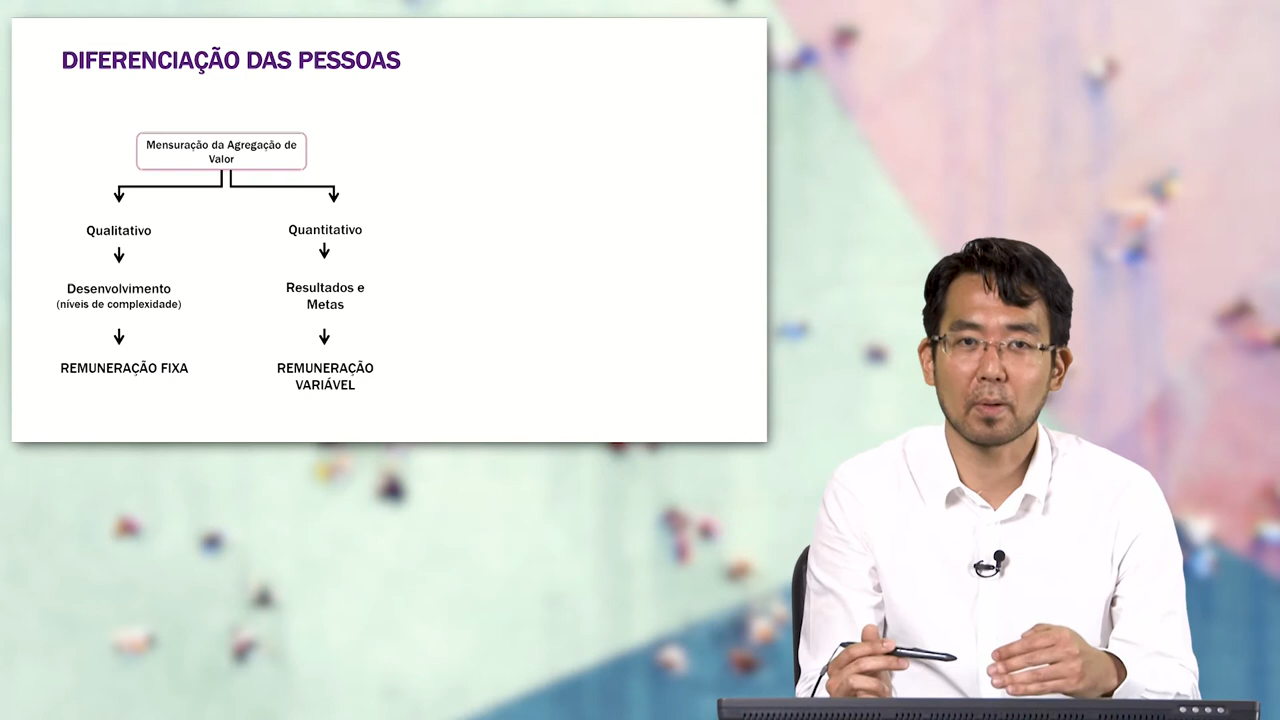 DIFERENCIAÇÃO DAS PESSOAS
Mensuração da Agregação de
Valor
Qualitativo
Quantitativo
Desenvolvimento
(níveis de complexidade)
Resultados e
Metas
REMUNERAÇÃO FIXA
REMUNERAÇÃO
VARIÁVEL